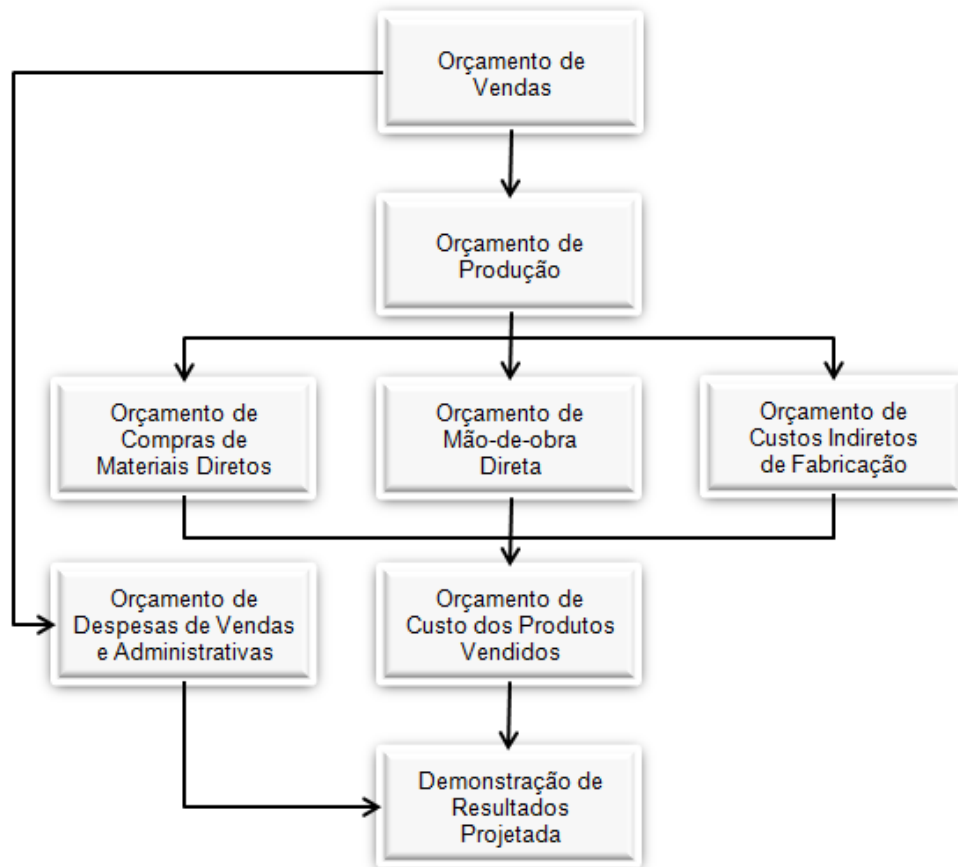 Orçamento de
Vendas
Orçamento de
Produção
Orçamento de
Compras de
Materiais Diretos
Orçamento de
Mão-de-obra
Direta
Orçamento de
Custos Indiretos
de Fabricação
Orçamento de
Despesas de Vendas
e Administrativas
Orçamento de
Custo dos Produtos
Vendidos
Demonstração de
Resultados
Projetada